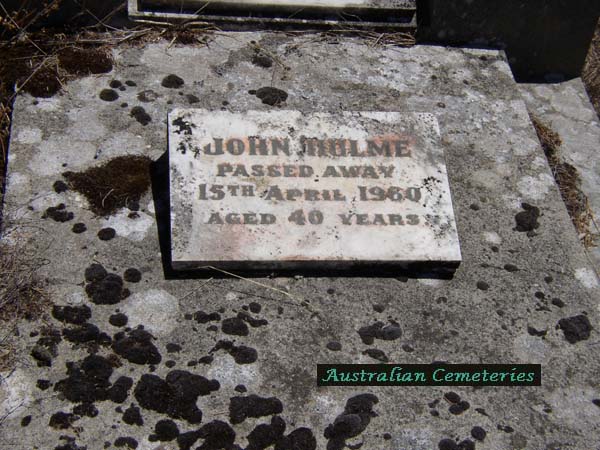 JOHN HULME
PASSED AWAY
15TH APRIL 1960
AGED 40 YEARS
Australian Cemeteries